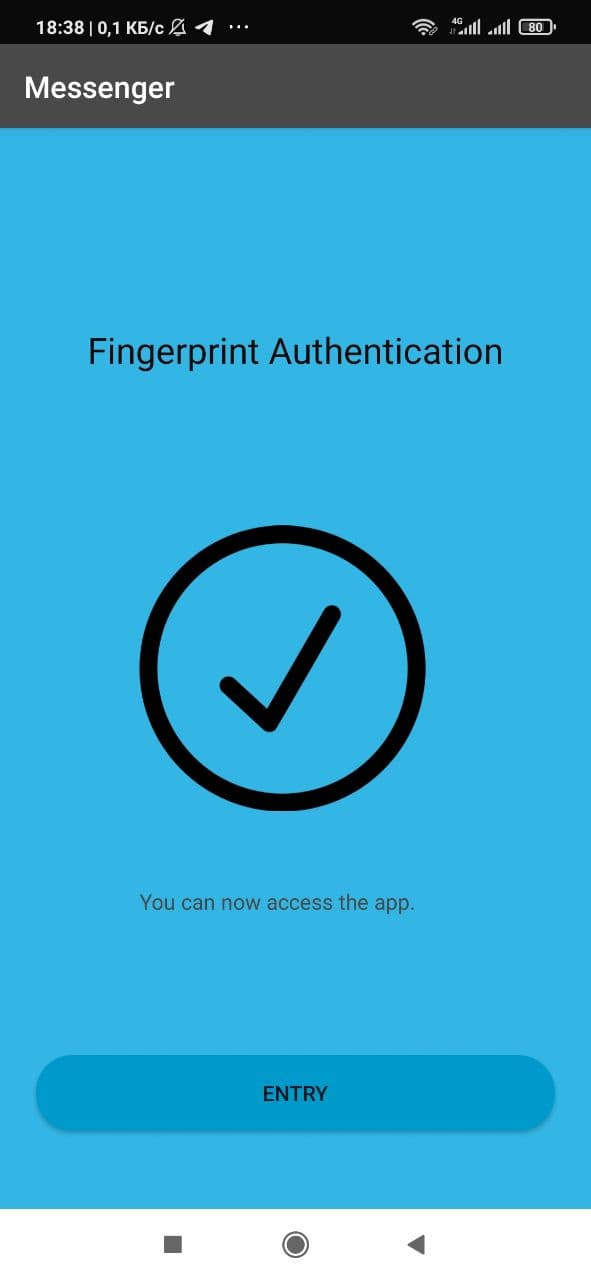 18:38 | 0,1 КБ/с ...
4G
80
Messenger
Fingerprint Authentication
You can now access the app.
ENTRY